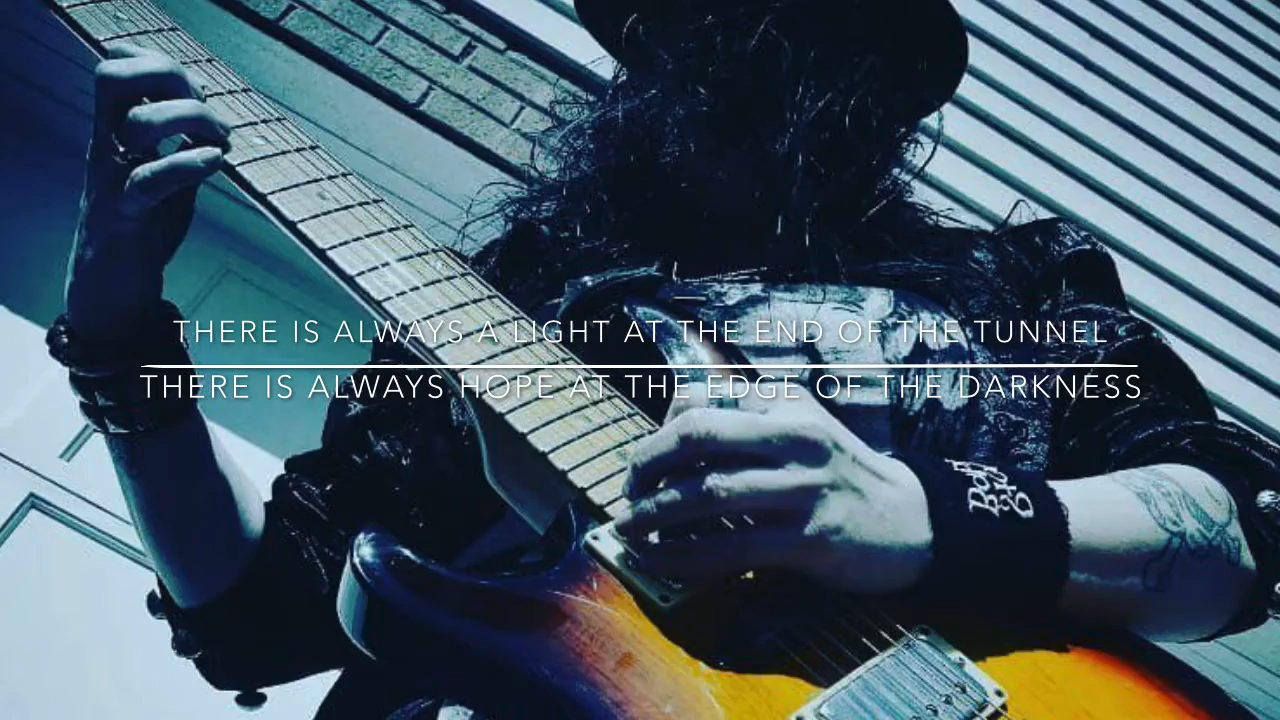 THERE IS ALWAYS A LIGHT AT THE END OF THE TUNNEL
THERE IS ALWAYS HOPE AT THE EDGE OF THE DARKNESS